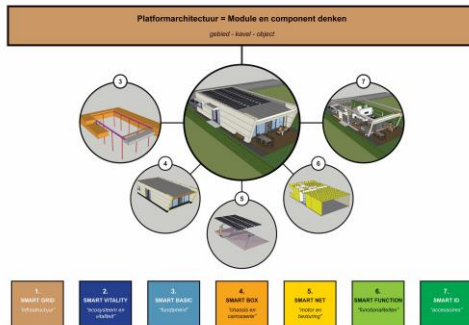 Platformarchitectuur = Module en component denken
gebied - kavel - object
3
7
4
6
5
1.
SMART GRID
"infrastructuur"
2.
SMART VITALITY
"ecosysteem en vitaliteit"
3.
SMART BASIC
"fundament"
4.
SMART BOX
"chassis en carrosserie"
5.
SMART NET
"motor en besturing"
6.
SMART FUNCTION
"functionaliteiten"
7.
SMART ID
"accessoires"